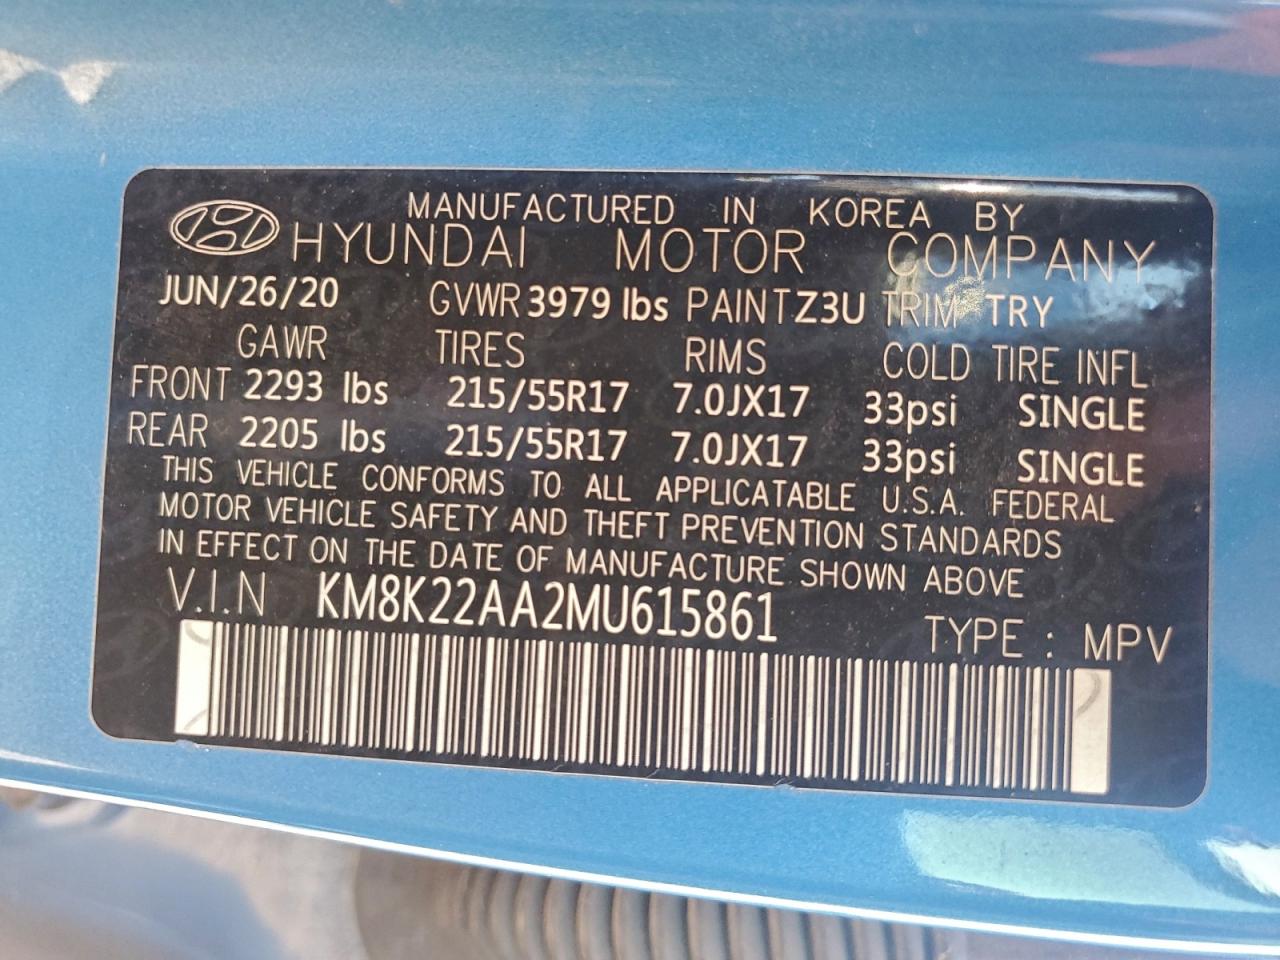 MANUFACTURED IN KOREA BY
HYUNDAI MOTOR COMPANY
JUN/26/20 GVWR 3979 lbs PAINT Z3U TRIM TRY
GAWR TIRES RIMS COLD TIRE INFL
FRONT 2293 lbs 215/55R17 7.0JX17 33psi SINGLE
REAR 2205 lbs 215/55R17 7.0JX17 33psi SINGLE
THIS VEHICLE CONFORMS TO ALL APPLICATABLE U.S.A. FEDERAL
MOTOR VEHICLE SAFETY AND THEFT PREVENTION STANDARDS
IN EFFECT ON THE DATE OF MANUFACTURE SHOWN ABOVE
V.I.N KM8K22AA2MU615861 TYPE : MPV